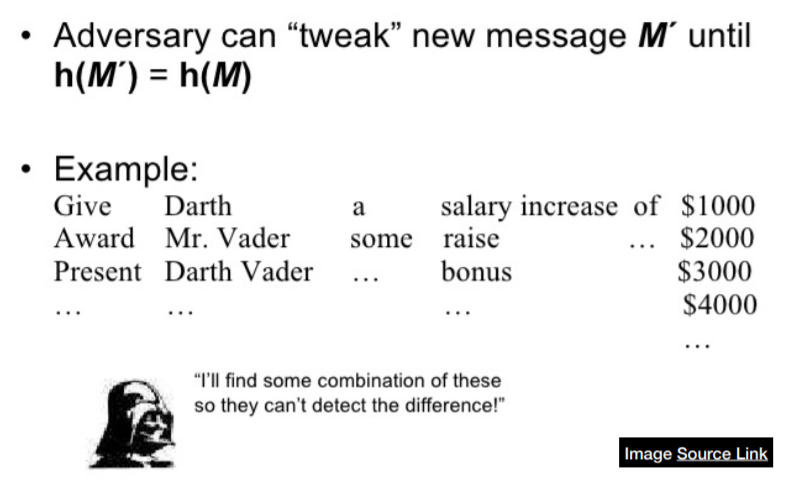 • Adversary can “tweak” new message M´ until
h(M´) = h(M)
• Example:
Give Darth a salary increase of $1000
Award Mr. Vader some raise … $2000
Present Darth Vader … bonus $3000
… … … $4000
…
“I’ll find some combination of these
so they can’t detect the difference!”
Image Source Link